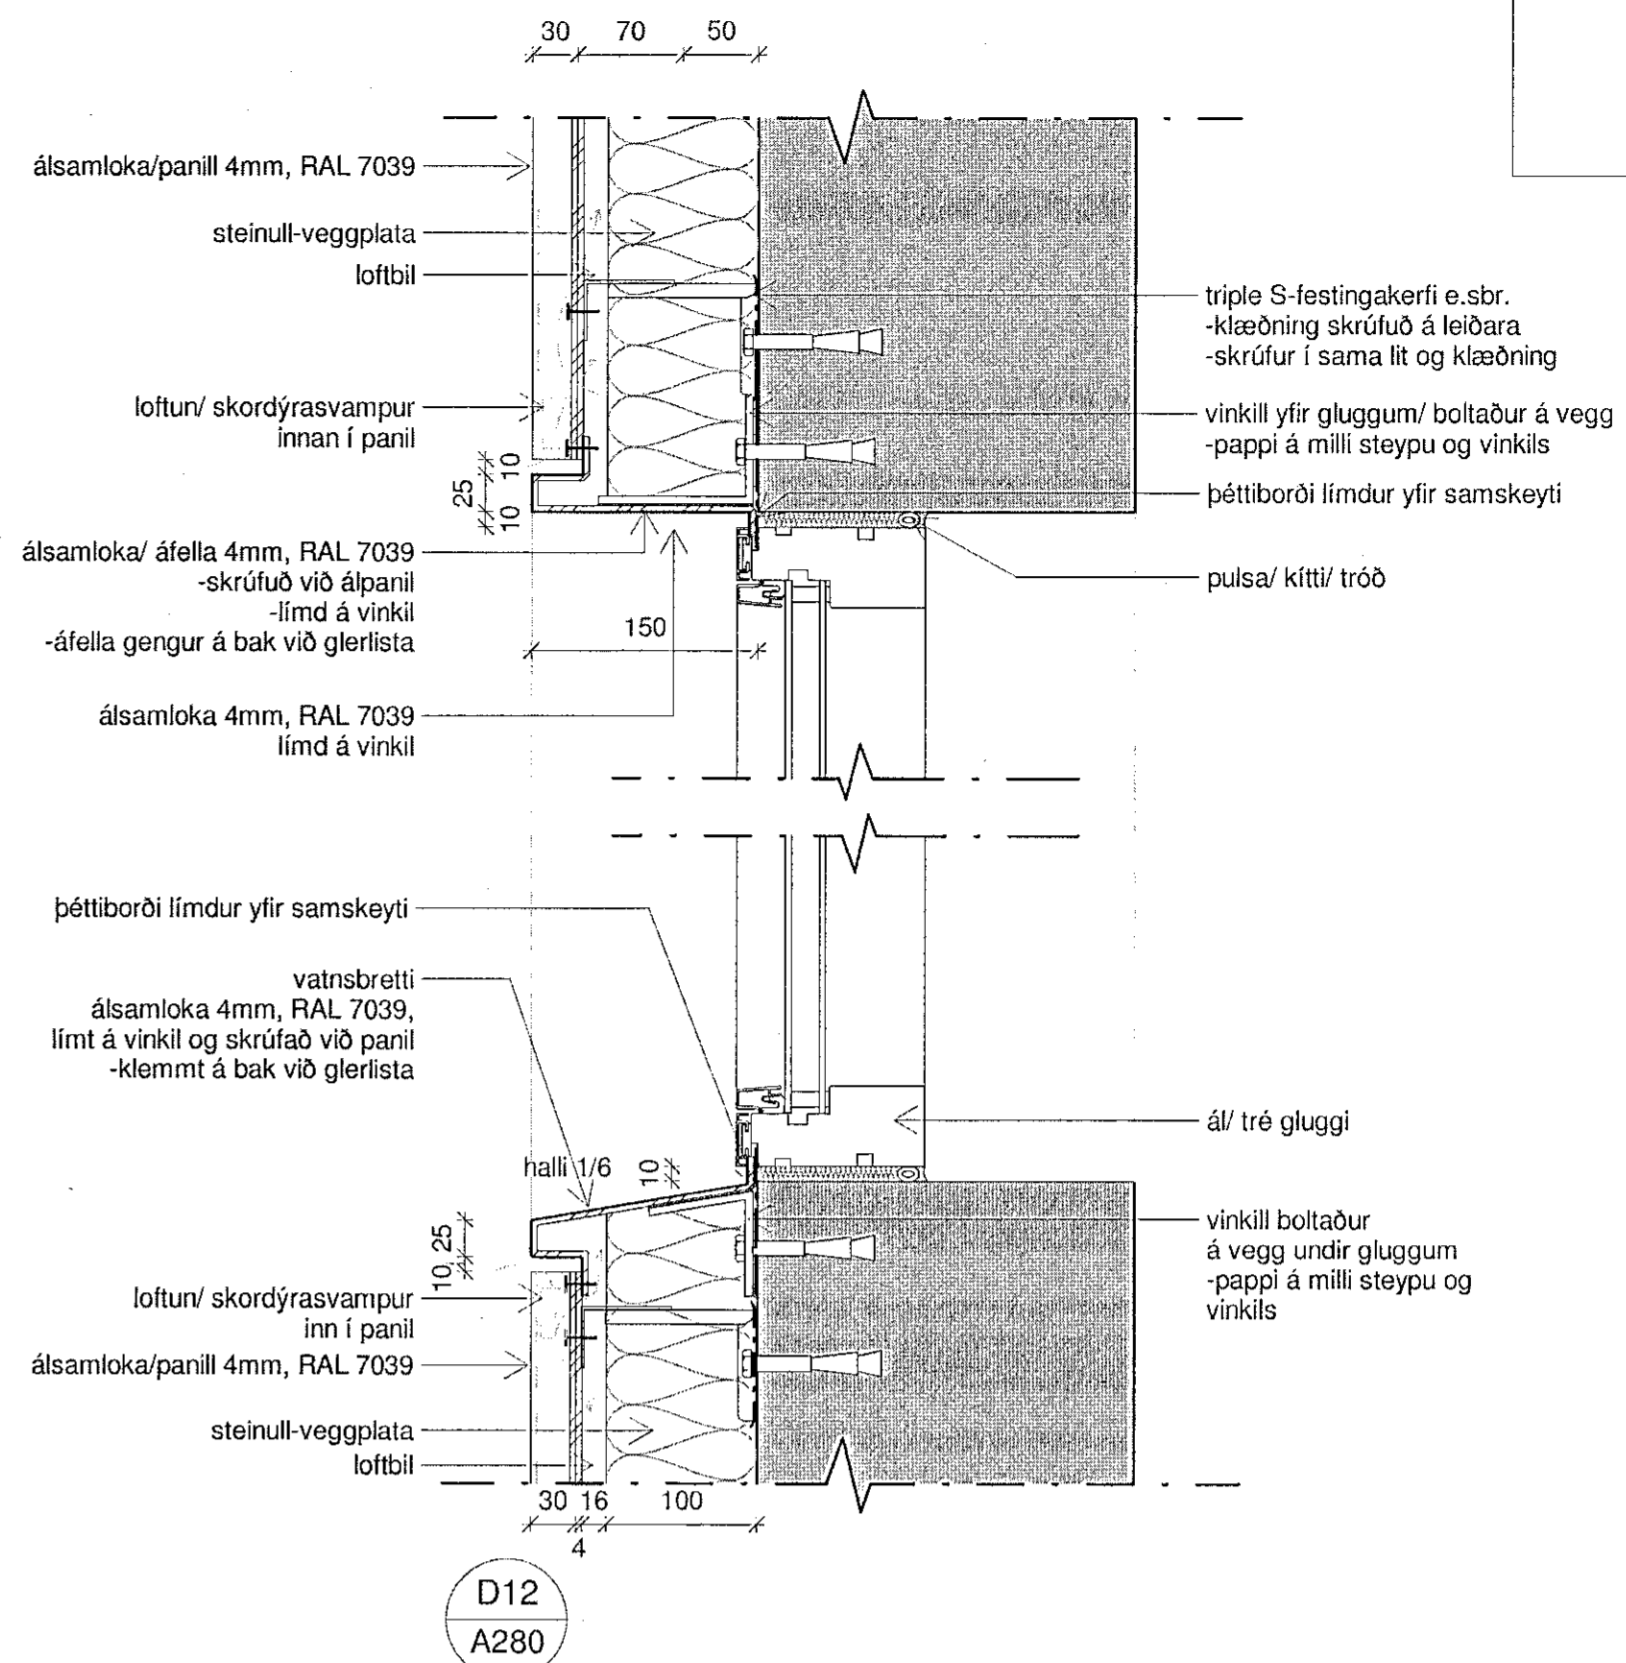 30 70 50
álsamloka/panill 4mm, RAL 7039
steinull-veggplata
loftbil
triple S-festingakerfi e.sbr.
-klæðning skrúfuð á leiðara
-skrúfur í sama lit og klæðning
loftun/ skordýrasvampur
innan í panil
vinkill yfir gluggum/ boltaður á vegg
-pappi á milli steypu og vinkils
10
25
10
þéttiborði límdur yfir samskeyti
álsamloka/ áfella 4mm, RAL 7039
-skrúfuð við álpanil
-límd á vinkil
-áfella gengur á bak við glerlista
pulsa/ kítti/ tróð
150
álsamloka 4mm, RAL 7039
límd á vinkil
þéttiborði límdur yfir samskeyti
vatnsbretti
álsamloka 4mm, RAL 7039,
límt á vinkil og skrúfað við panil
-klemmt á bak við glerlista
ál/ tré gluggi
halli 1/6
10
10, 25
vinkill boltaður
á vegg undir gluggum
-pappi á milli steypu og
vinkils
loftun/ skordýrasvampur
inn í panil
álsamloka/panill 4mm, RAL 7039
steinull-veggplata
loftbil
30 16 100
4
D12
A280